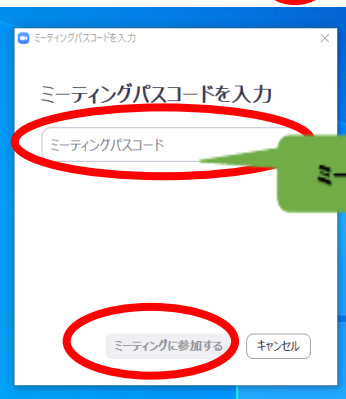 ミーティングパスコードを入力
ミーティングパスコードを入力
ミーティングパスコード
ミー
ミーティングに参加する
キャンセル